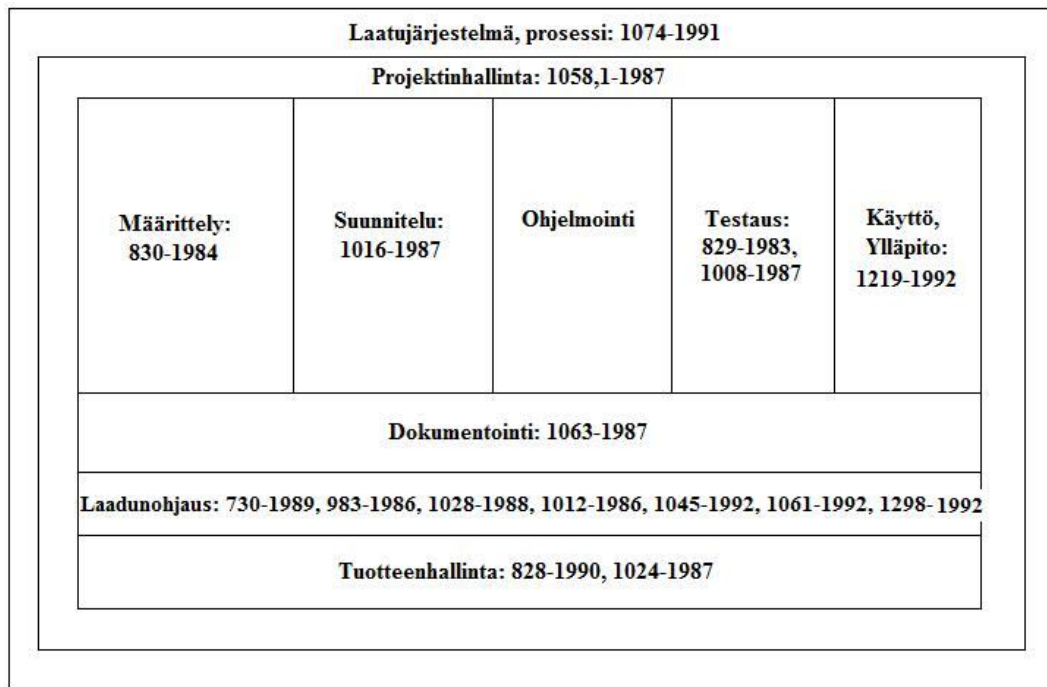 Laatujärjestelmä, prosessi: 1074-1991
Projektinhallinta: 1058,1-1987
Määrittely:
830-1984
Suunnitelu:
1016-1987
Ohjelmointi
Testaus:
829-1983,
1008-1987
Käyttö,
Ylläpito:
1219-1992
Dokumentointi: 1063-1987
Laadunohjaus: 730-1989, 983-1986, 1028-1988, 1012-1986, 1045-1992, 1061-1992, 1298-1992
Tuotteenhallinta: 828-1990, 1024-1987